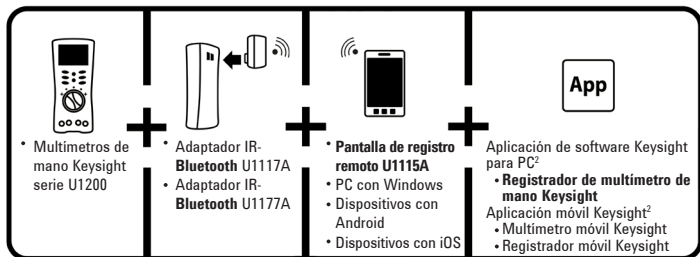 • Multímetros de
mano Keysight
serie U1200
• Adaptador IR-
Bluetooth U1117A
• Adaptador IR-
Bluetooth U1177A
• Pantalla de registro
remoto U1115A
• PC con Windows
• Dispositivos con
Android
• Dispositivos con iOS
App
Aplicación de software Keysight
para PC²
• Registrador de multímetro de
mano Keysight
Aplicación móvil Keysight²
• Multímetro móvil Keysight
• Registrador móvil Keysight